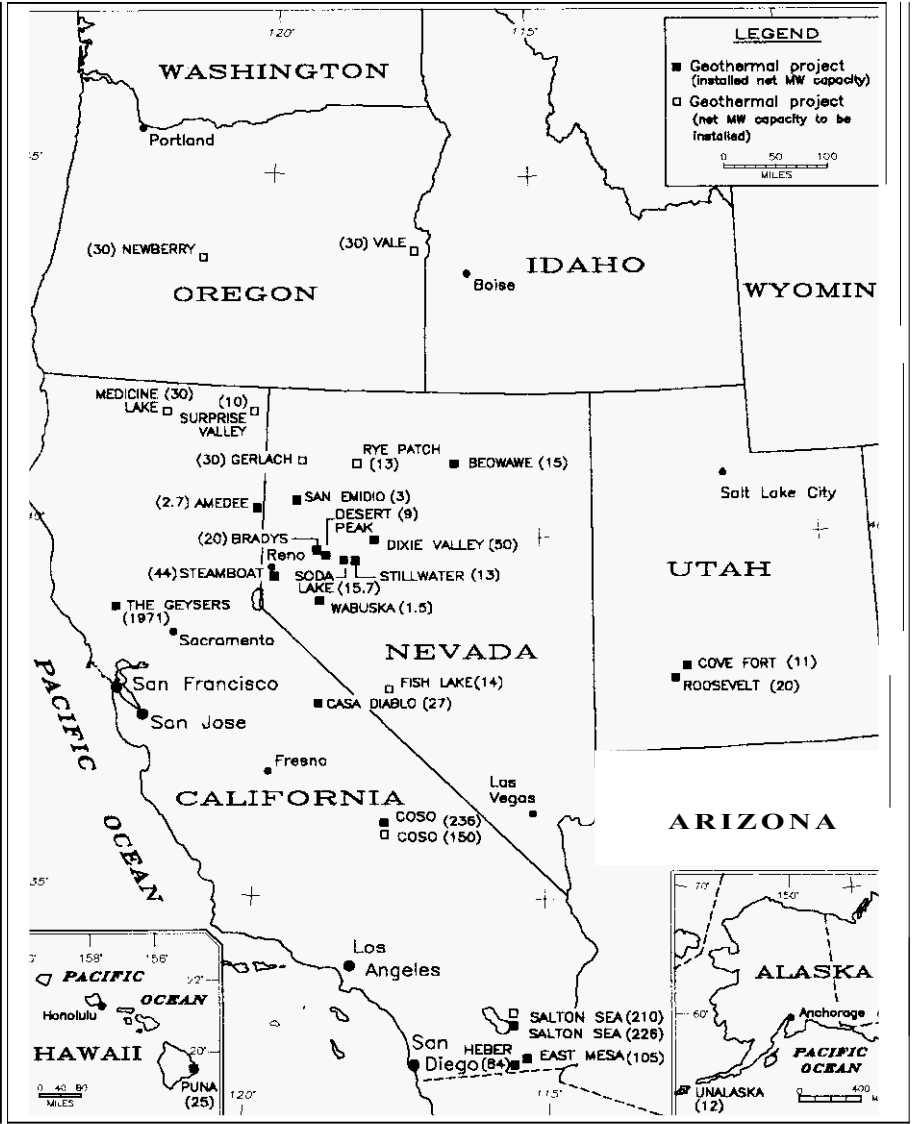 120°
115°
LEGEND
Geothermal project
(installed net MW capacity)
Geothermal project
(net MW capacity to be
installed)
0 50 100
MILES
WASHINGTON
Portland
(30) NEWBERRY
(30) VALE
OREGON
IDAHO
Boise
WYOMIN
MEDICINE (30)
LAKE
(10)
SURPRISE
VALLEY
(30) GERLACH
RYE PATCH
(13)
BEOWAWE (15)
Salt Lake City
(2.7) AMEDEE
SAN EMIDIO (3)
DESERT (9)
PEAK
(20) BRADYS
DIXIE VALLEY (50)
Reno
(44) STEAMBOAT
SODA
LAKE (15.7)
STILLWATER (13)
UTAH
THE GEYSERS
(1971)
WABUSKA (1.5)
Sacramento
NEVADA
COVE FORT (11)
ROOSEVELT (20)
San Francisco
FISH LAKE(14)
CASA DIABLO (27)
San Jose
PACIFIC
OCEAN
Fresno
CALIFORNIA
Las
Vegas
COSO (236)
COSO (150)
ARIZONA
35°
Los
Angeles
SALTON SEA (210)
SALTON SEA (226)
San
Diego
HEBER
(84)
EAST MESA (105)
120°
115°
158°
156°
PACIFIC
OCEAN
22°
Honolulu
HAWAII
20°
0 40 80
MILES
PUNA
(25)
70°
150°
ALASKA
60°
Anchorage
PACIFIC
OCEAN
UNALASKA
(12)
0 400